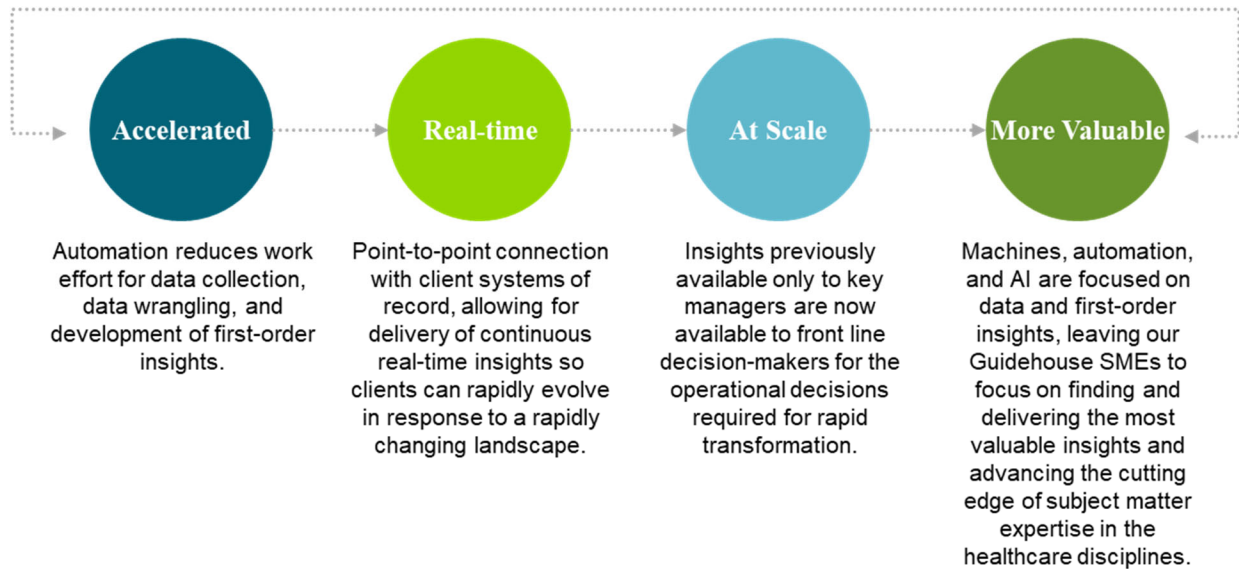 Accelerated
Real-time
At Scale
More Valuable
Automation reduces work
effort for data collection,
data wrangling, and
development of first-order
insights.
Point-to-point connection
with client systems of
record, allowing for
delivery of continuous
real-time insights so
clients can rapidly evolve
in response to a rapidly
changing landscape.
Insights previously
available only to key
managers are now
available to front line
decision-makers for the
operational decisions
required for rapid
transformation.
Machines, automation,
and AI are focused on
data and first-order
insights, leaving our
Guidehouse SMEs to
focus on finding and
delivering the most
valuable insights and
advancing the cutting
edge of subject matter
expertise in the
healthcare disciplines.